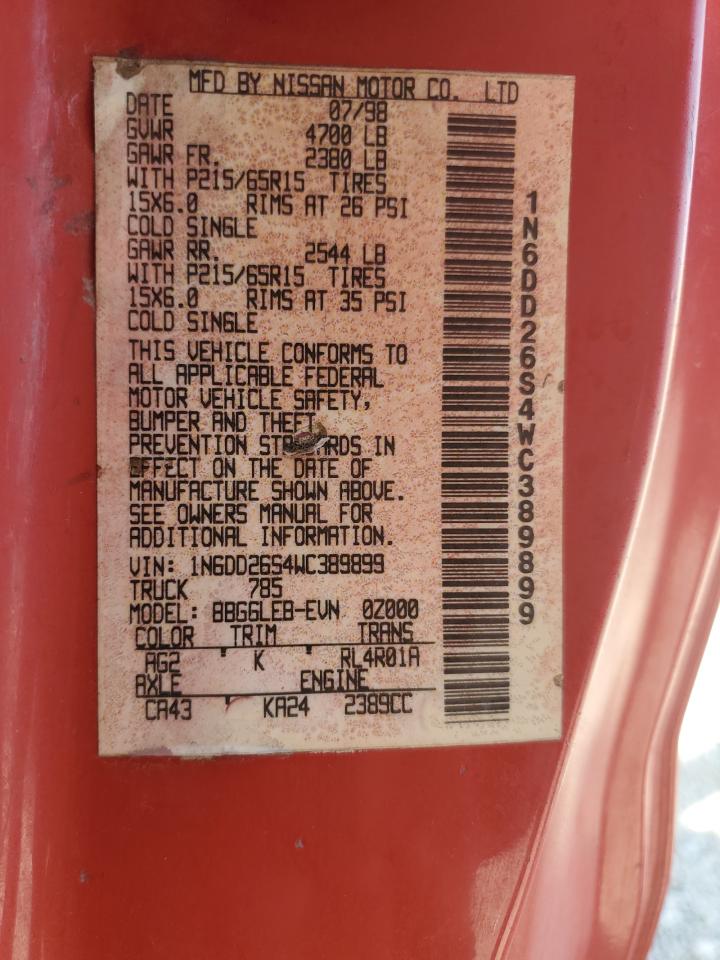 MFD BY NISSAN MOTOR CO. LTD
DATE 07/98
GVWR 4700 LB
GAWR FR. 2380 LB
WITH P215/65R15 TIRES
15X6.0 RIMS AT 26 PSI
COLD SINGLE
GAWR RR. 2544 LB
WITH P215/65R15 TIRES
15X6.0 RIMS AT 35 PSI
COLD SINGLE
THIS VEHICLE CONFORMS TO
ALL APPLICABLE FEDERAL
MOTOR VEHICLE SAFETY,
BUMPER AND THEFT
PREVENTION STANDARDS IN
EFFECT ON THE DATE OF
MANUFACTURE SHOWN ABOVE.
SEE OWNERS MANUAL FOR
ADDITIONAL INFORMATION.
VIN: 1N6DD26S4WC389899
TRUCK 785
MODEL: BBGGLEB-EVN 0Z000
COLOR TRIM TRANS
AG2 K RL4R01A
AXLE ENGINE
CA43 KA24 2389CC
1N6DD26S4WC389899